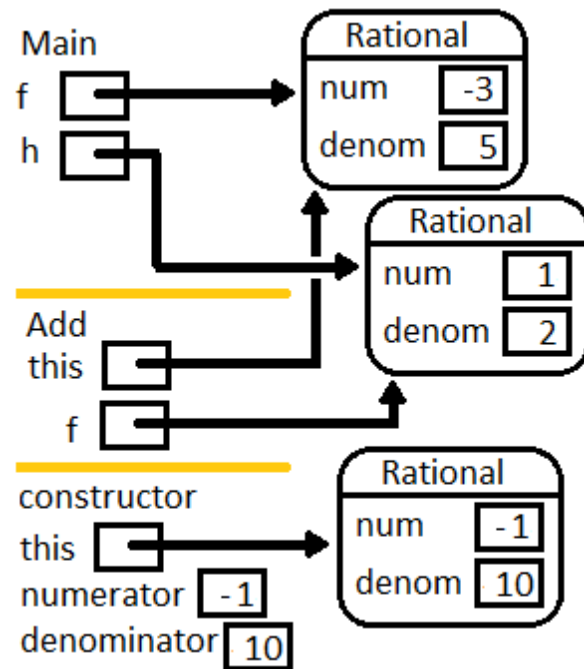 Main
f
h
Rational
num -3
denom 5
Rational
num 1
denom 2
Add
this
f
constructor
this
numerator -1
denominator 10
Rational
num -1
denom 10